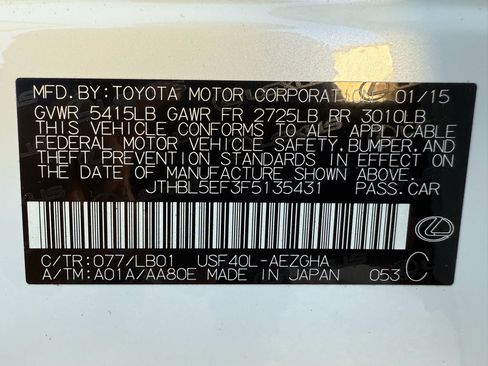 MFD.BY:TOYOTA MOTOR CORPORATION 01/15
GVWR 5415LB GAWR FR 2725LB RR 3010LB
THIS VEHICLE CONFORMS TO ALL APPLICABLE
FEDERAL MOTOR VEHICLE SAFETY,BUMPER,AND
THEFT PREVENTION STANDARDS IN EFFECT ON
THE DATE OF MANUFACTURE SHOWN ABOVE.
JTHBL5EF3F5135431 PASS.CAR
C/TR:077/LB01 USF40L-AEZGHA
A/TM:A01A/AA80E MADE IN JAPAN 053 C